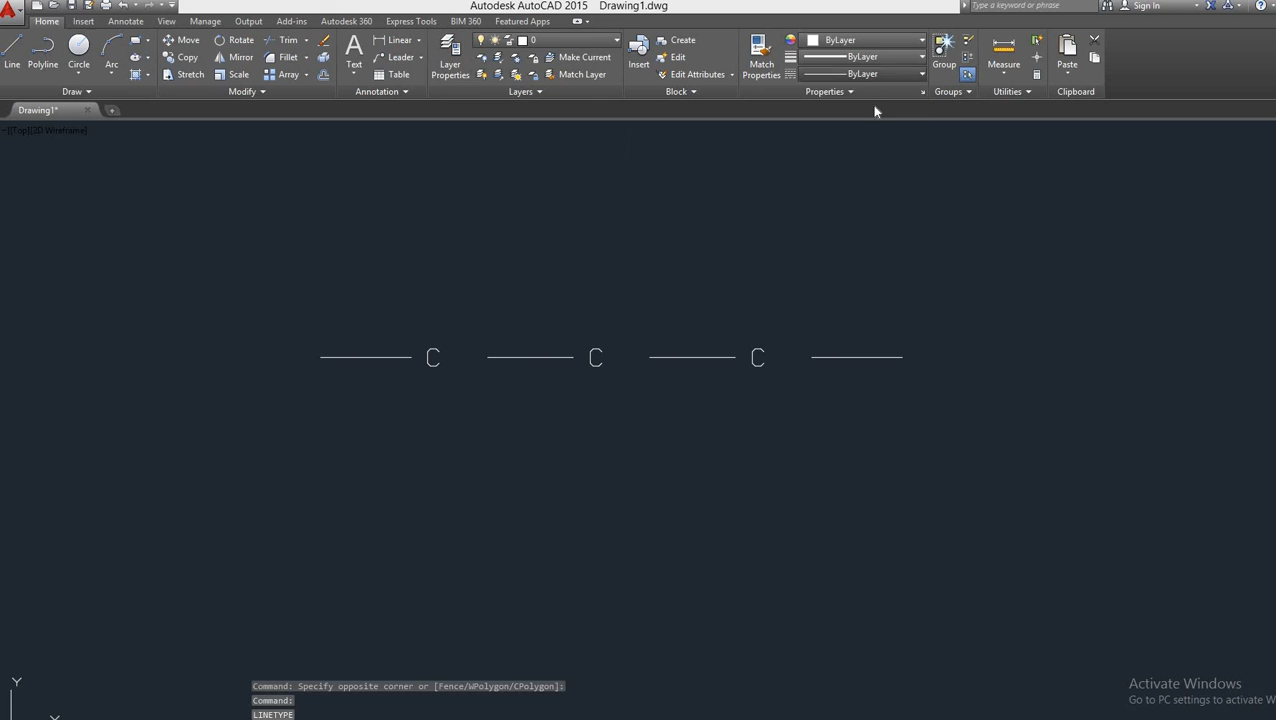 Autodesk AutoCAD 2015 Drawing1.dwg
Type a keyword or phrase
Sign In
Home Insert Annotate View Manage Output Add-ins Autodesk 360 Express Tools BIM 360 Featured Apps
Line
Polyline
Circle
Arc
Move
Rotate
Trim
Copy
Mirror
Fillet
Stretch
Scale
Array
Text
Linear
Leader
Table
Layer
Properties
0
Make Current
Match Layer
Insert
Create
Edit
Edit Attributes
Match
Properties
ByLayer
ByLayer
ByLayer
Group
Measure
Paste
Draw
Modify
Annotation
Layers
Block
Properties
Groups
Utilities
Clipboard
Drawing1*
[-][Top][2D Wireframe]
C C C
Y
Command: Specify opposite corner or [Fence/WPolygon/CPolygon]:
Command:
LINETYPE
Activate Windows
Go to PC settings to activate W